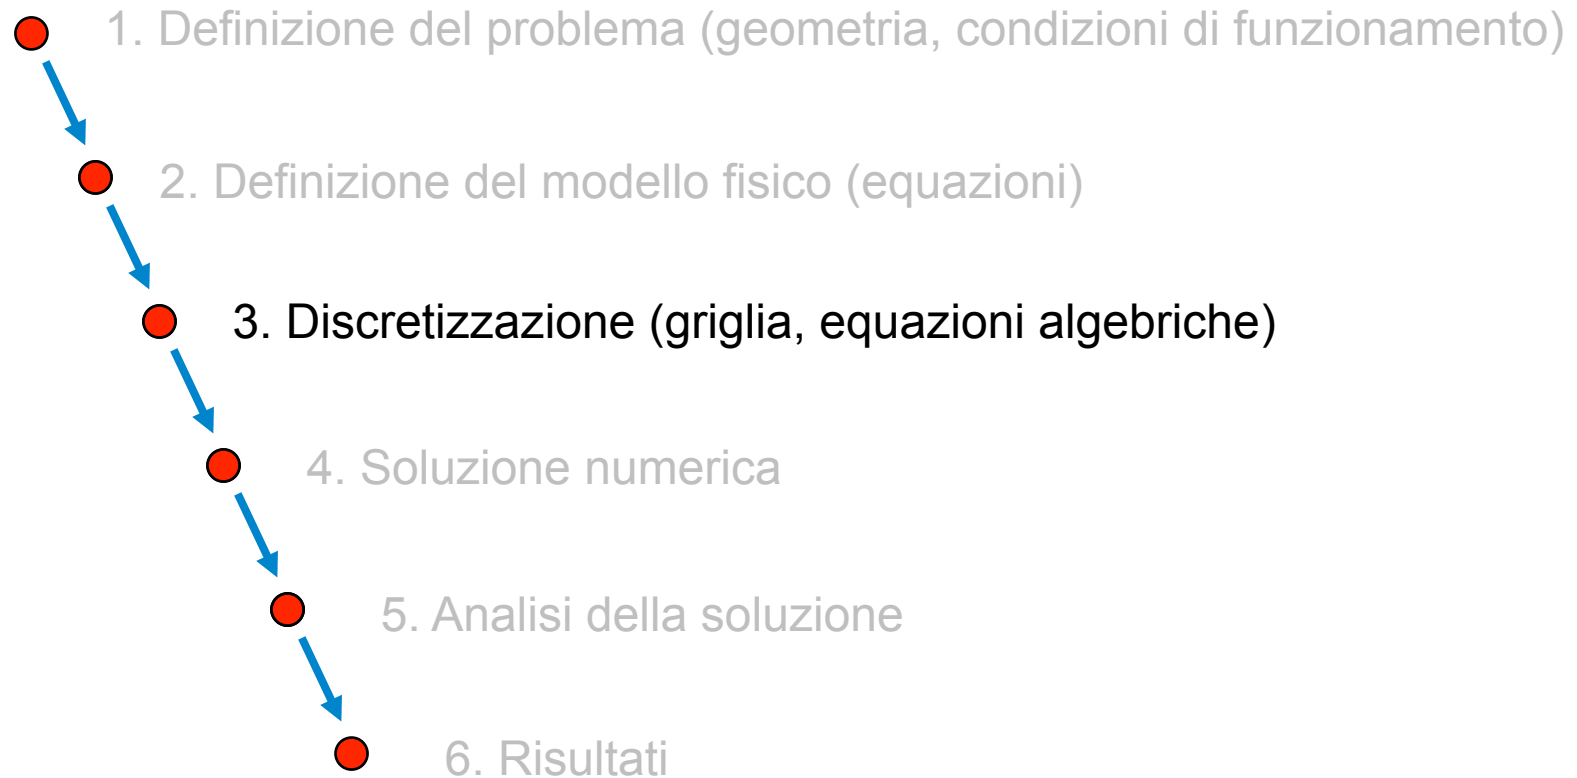 1. Definizione del problema (geometria, condizioni di funzionamento)
2. Definizione del modello fisico (equazioni)
3. Discretizzazione (griglia, equazioni algebriche)
4. Soluzione numerica
5. Analisi della soluzione
6. Risultati